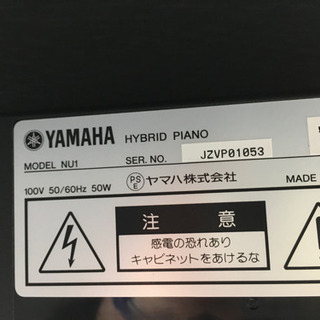 YAMAHA HYBRID PIANO
MODEL NU1 SER. NO. JZVP01053
100V 50/60Hz 50W PSE ヤマハ株式会社 MADE
注 意
感電の恐れあり
キャビネットをあけるな